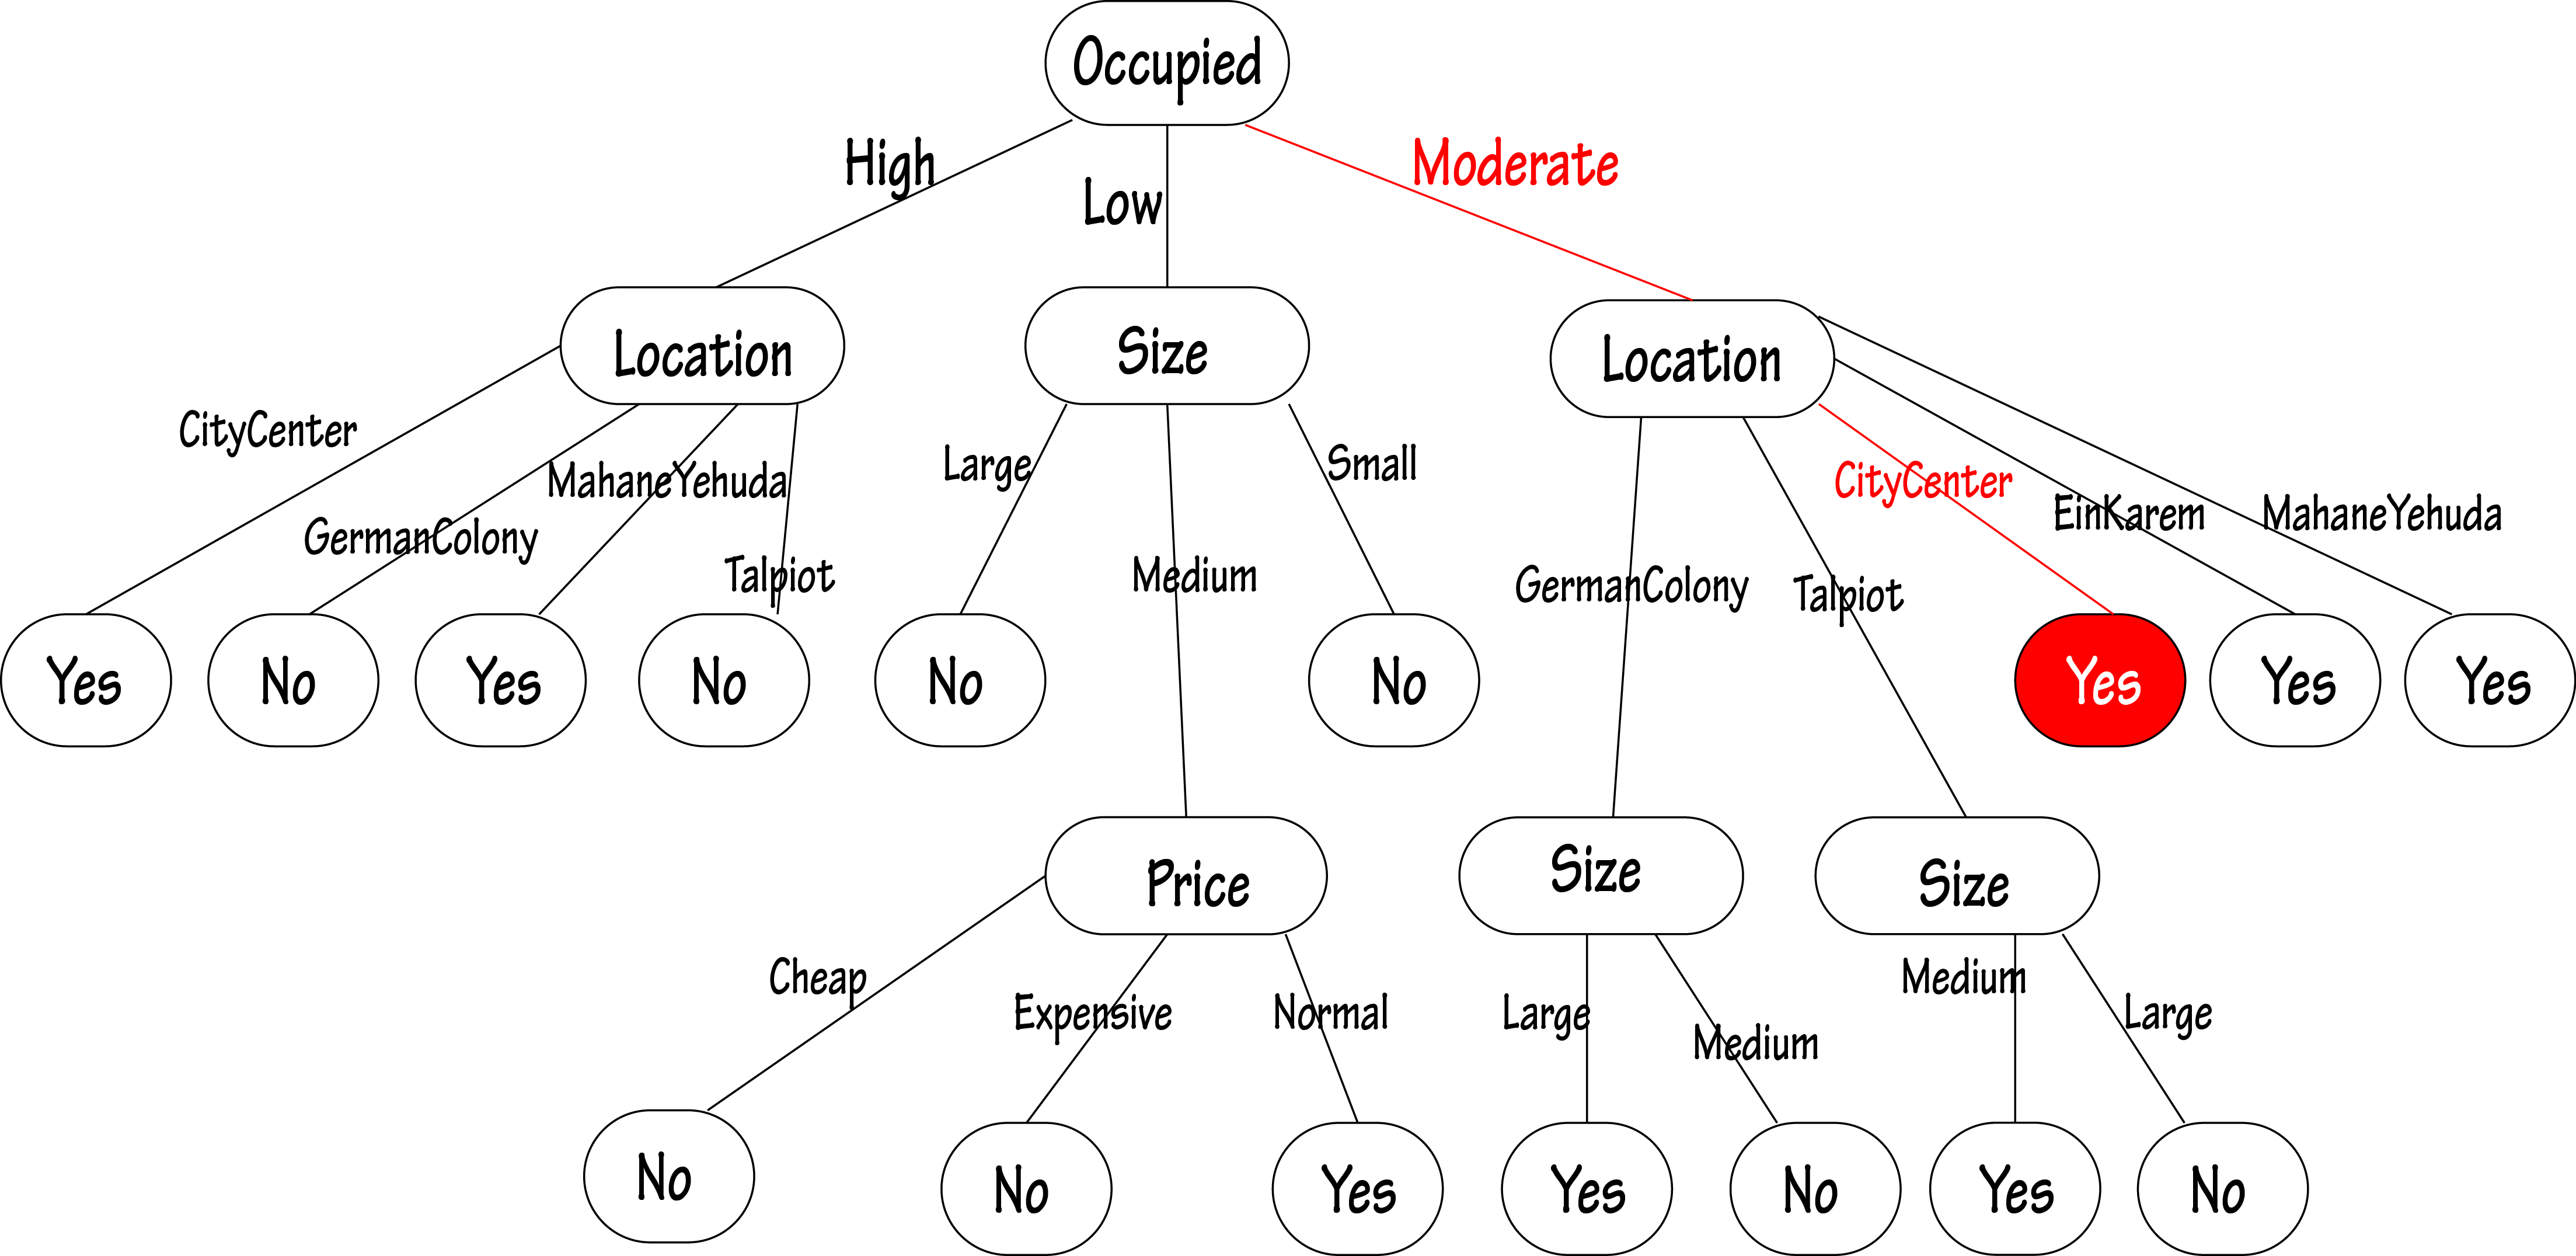 Occupied
High
Low
Moderate
Location
Size
Location
CityCenter
GermanColony
MahaneYehuda
Talpiot
Large
Medium
Small
GermanColony
Talpiot
CityCenter
EinKarem
MahaneYehuda
Yes
No
Yes
No
No
No
Yes
Yes
Yes
Price
Size
Size
Cheap
Expensive
Normal
Large
Medium
Medium
Large
No
No
Yes
Yes
No
Yes
No